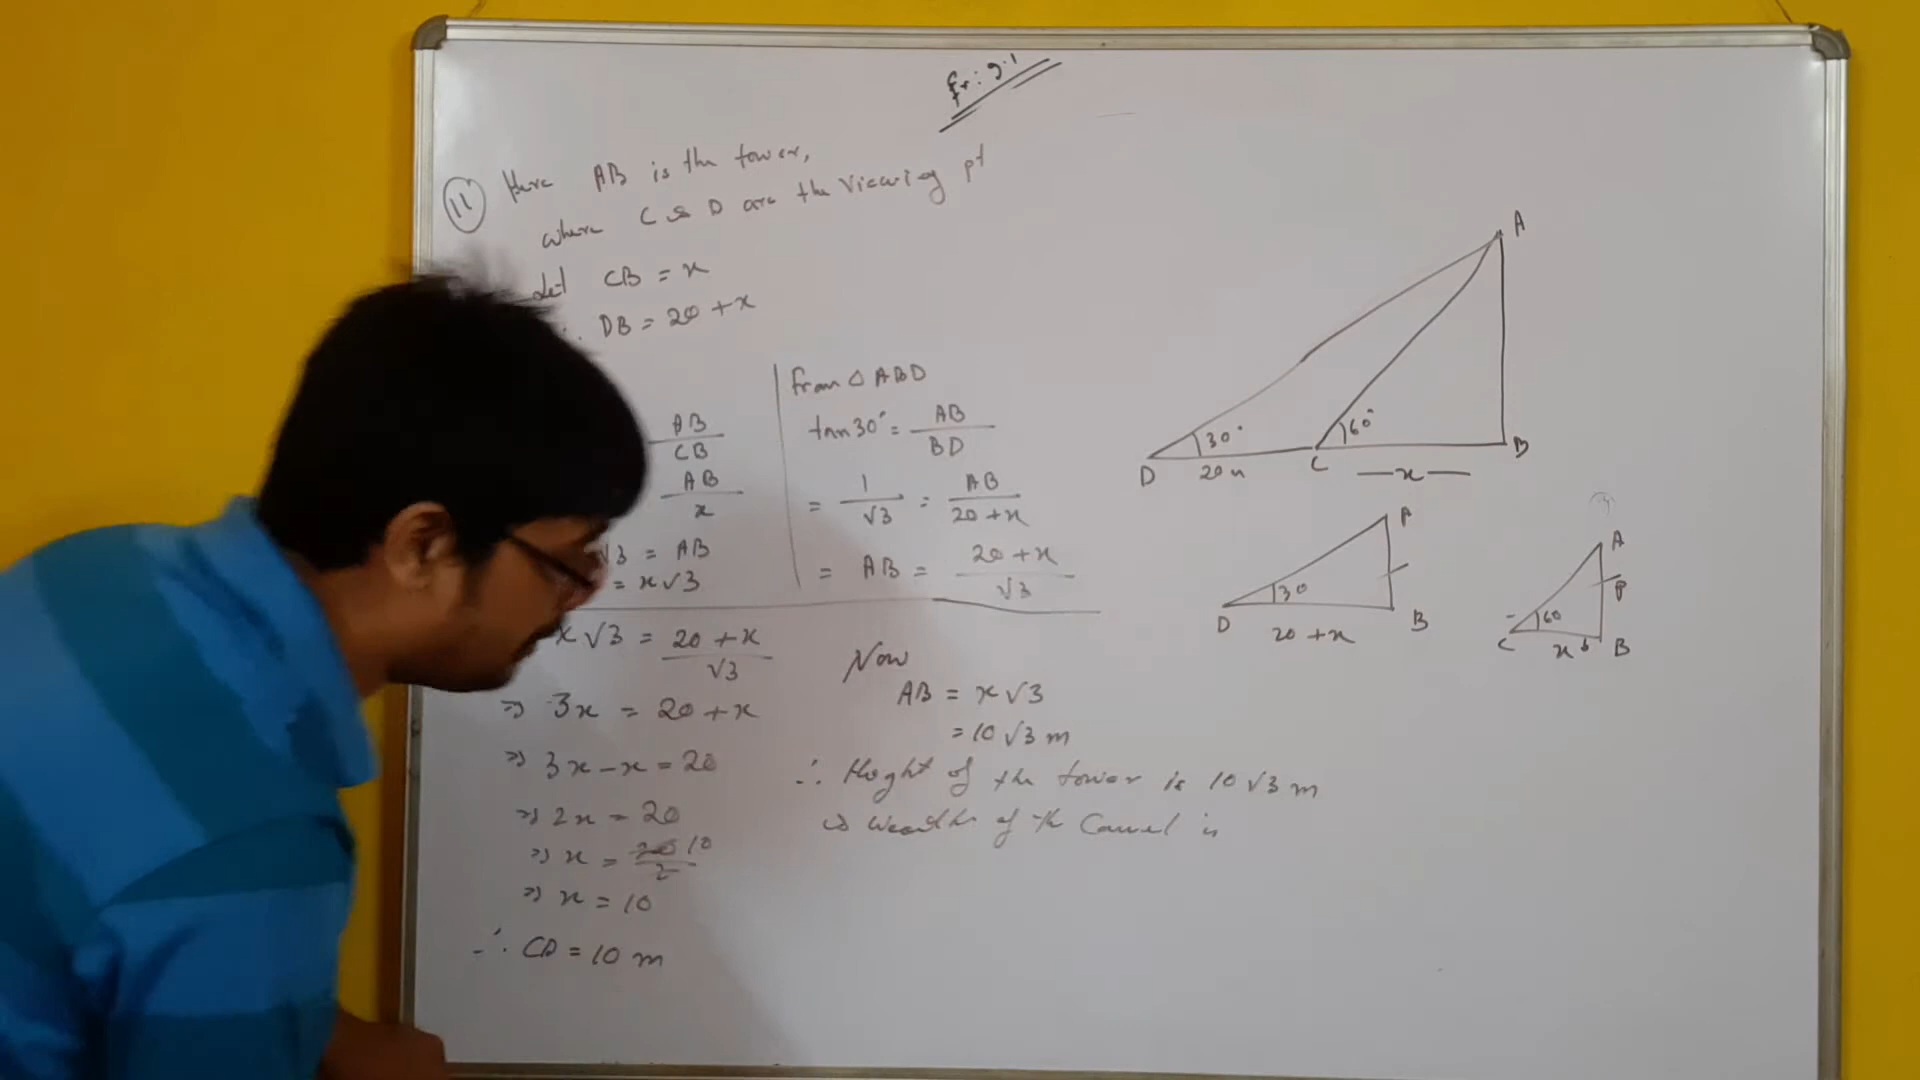 Ex: 9.1
11 Here AB is the tower,
where C & D are the viewing pt
Let CB = x
∴ DB = 20 + x
AB
CB
AB
x
√3 = AB
= x√3
From △ ABD
tan 30° = AB / BD
= 1/√3 = AB / 20 + x
= AB = 20 + x / √3
x√3 = 20 + x / √3
⇒ 3x = 20 + x
⇒ 3x - x = 20
⇒ 2x = 20
⇒ x = 20 10 / 2
⇒ x = 10
∴ CB = 10 m
Now
AB = x√3
= 10√3 m
∴ Height of the tower is 10√3 m
of the is
A
30°
60°
D
20 m
C
x
B
A
30
D
20 + x
B
A
60
C
x
B